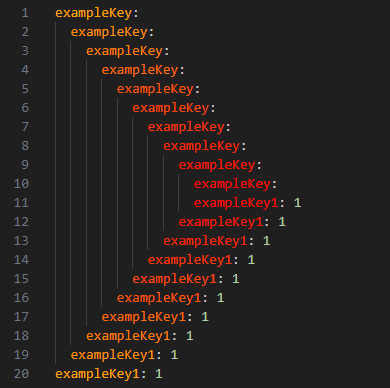 1 exampleKey:
2   exampleKey:
3     exampleKey:
4       exampleKey:
5         exampleKey:
6           exampleKey:
7             exampleKey:
8               exampleKey:
9                 exampleKey:
10                   exampleKey:
11                   exampleKey1: 1
12                 exampleKey1: 1
13               exampleKey1: 1
14             exampleKey1: 1
15           exampleKey1: 1
16         exampleKey1: 1
17       exampleKey1: 1
18     exampleKey1: 1
19   exampleKey1: 1
20 exampleKey1: 1